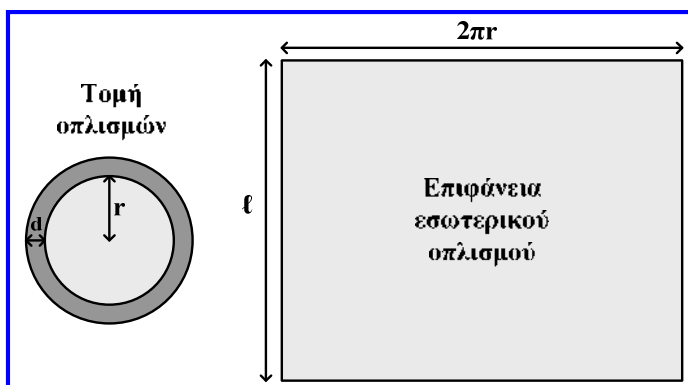 2πr
Τομή
οπλισμών
d
r
ℓ
Επιφάνεια
εσωτερικού
οπλισμού